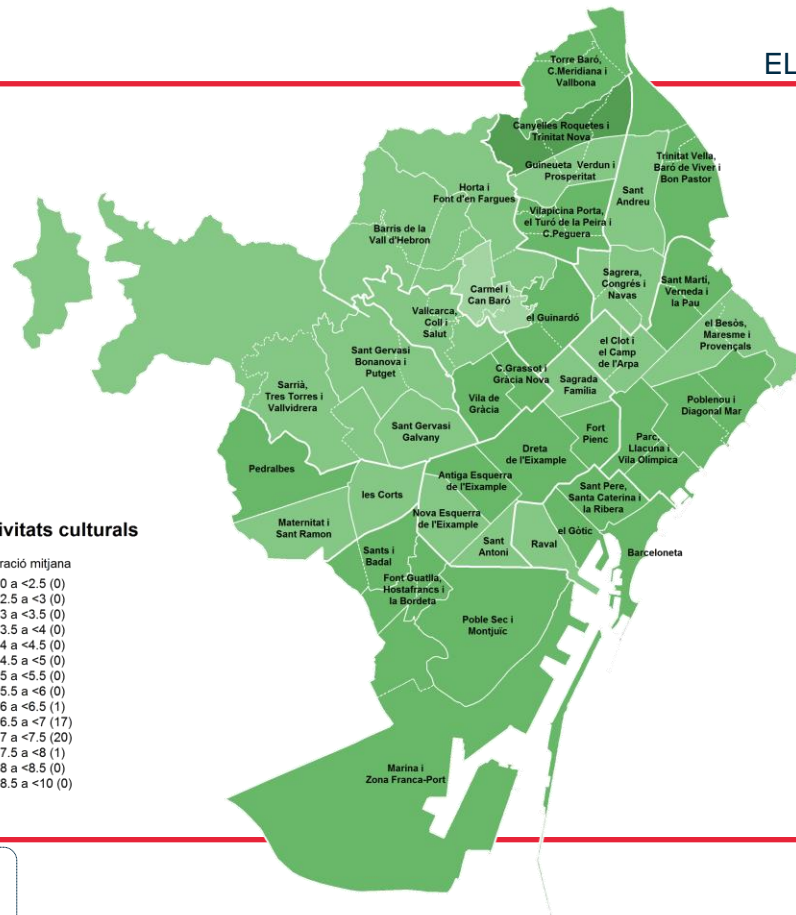 EL
Torre Baró,
C.Meridiana i
Vallbona
Canyelles Roquetes i
Trinitat Nova
Guineueta Verdun i
Prosperitat
Trinitat Vella,
Baró de Viver i
Bon Pastor
Sant
Andreu
Horta i
Font d'en Fargues
Vilapicina Porta,
el Turó de la Peira i
C.Peguera
Barris de la
Vall d'Hebron
Sagrera,
Congrés i
Navas
Sant Martí,
Verneda i
la Pau
Carmel i
Can Baró
Vallcarca,
Coll i
Salut
el Guinardó
el Besòs,
Maresme i
Provençals
el Clot i
el Camp
de l'Arpa
Sant Gervasi
Bonanova i
Putget
C.Grassot i
Gràcia Nova
Sagrada
Família
Sarrià,
Tres Torres i
Vallvidrera
Vila de
Gràcia
Poblenou i
Diagonal Mar
Sant Gervasi
Galvany
Fort
Pienc
Parc,
Llacuna i
Vila Olímpica
Dreta
de l'Eixample
Pedralbes
Antiga Esquerra
de l'Eixample
Sant Pere,
Santa Caterina i
la Ribera
les Corts
Nova Esquerra
de l'Eixample
Maternitat i
Sant Ramon
el Gòtic
Sant
Antoni
Raval
Barceloneta
Sants i
Badal
Font Guatlla,
Hostafrancs i
la Bordeta
Poble Sec i
Montjuïc
Marina i
Zona Franca-Port
ivitats culturals
ració mitjana
0 a <2.5 (0)
2.5 a <3 (0)
3 a <3.5 (0)
3.5 a <4 (0)
4 a <4.5 (0)
4.5 a <5 (0)
5 a <5.5 (0)
5.5 a <6 (0)
6 a <6.5 (1)
6.5 a <7 (17)
7 a <7.5 (20)
7.5 a <8 (1)
8 a <8.5 (0)
8.5 a <10 (0)